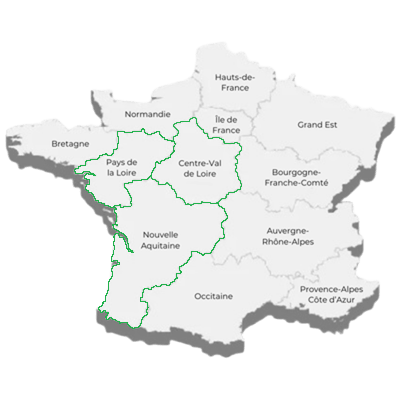 Hauts-de-
France
Normandie
Île de
France
Grand Est
Bretagne
Pays de
la Loire
Centre-Val
de Loire
Bourgogne-
Franche-Comté
Nouvelle
Aquitaine
Auvergne-
Rhône-Alpes
Occitaine
Provence-Alpes
Côte d'Azur